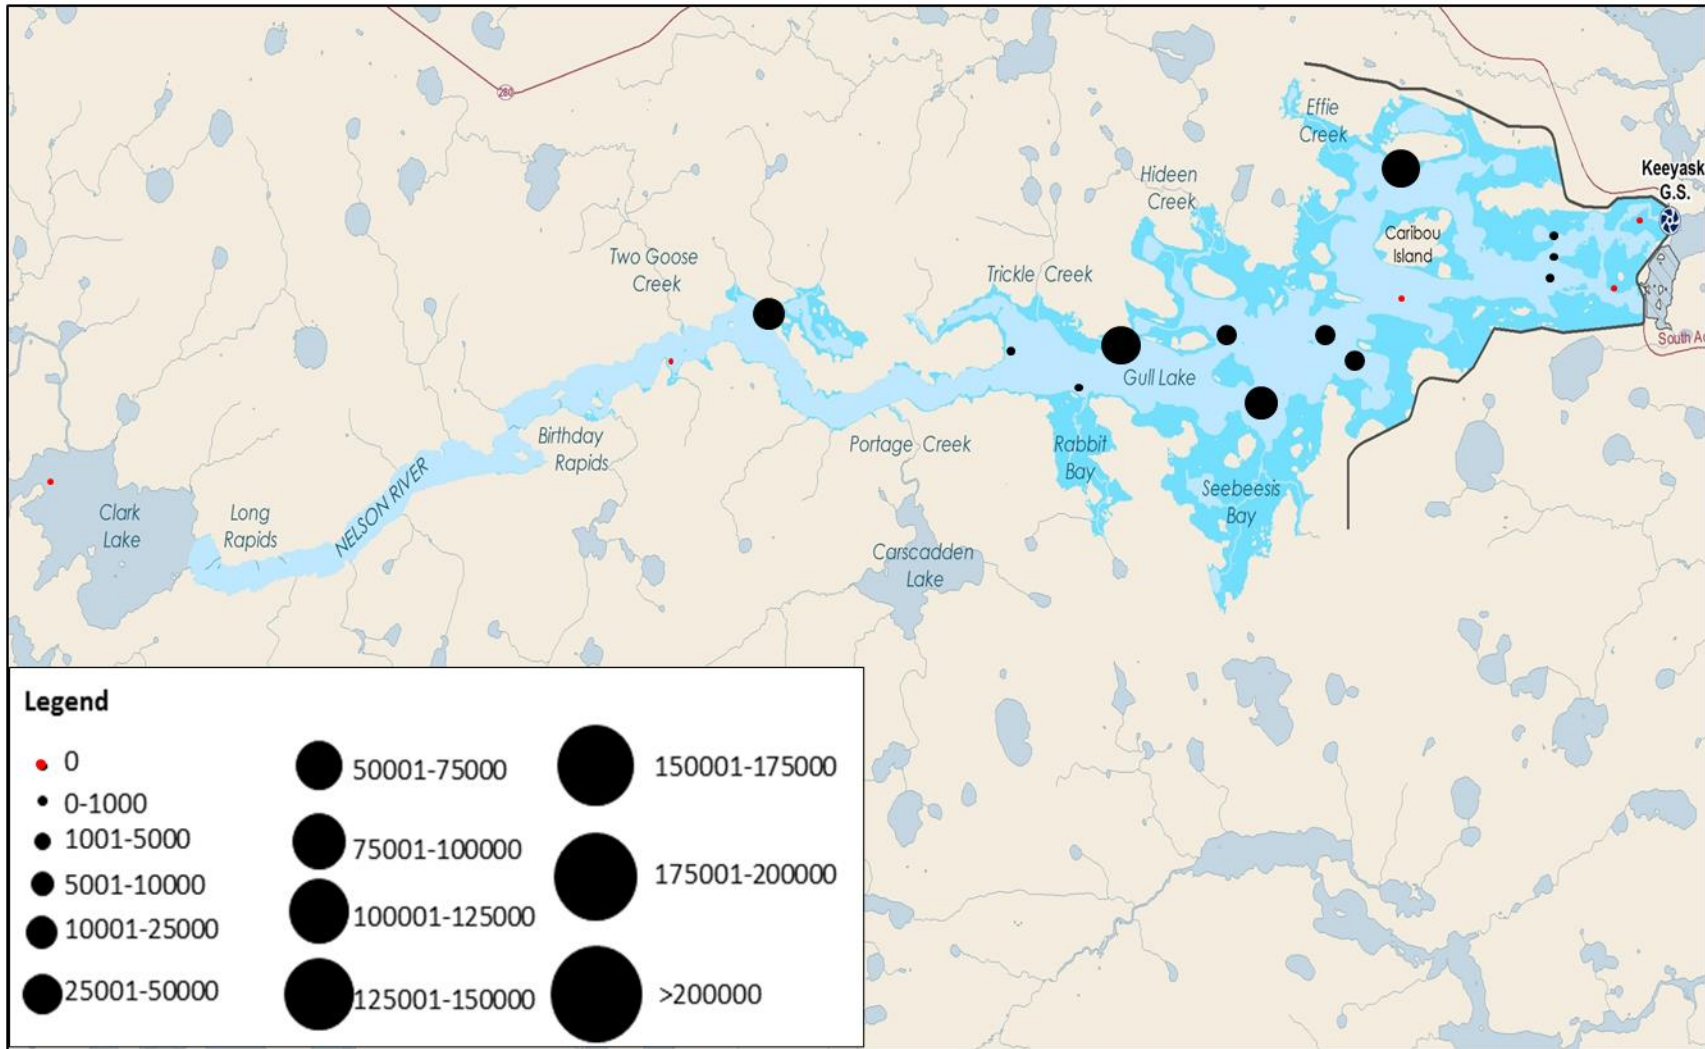 280
Effie
Creek
Keeyask
G.S.
Hideen
Creek
Caribou
Island
Two Goose
Creek
Trickle Creek
South Ac
Gull Lake
Birthday
Rapids
Portage Creek
Rabbit
Bay
NELSON RIVER
Seebeesis
Bay
Clark
Lake
Long
Rapids
Carscadden
Lake
Legend
0
0-1000
1001-5000
5001-10000
10001-25000
25001-50000
50001-75000
75001-100000
100001-125000
125001-150000
150001-175000
175001-200000
>200000